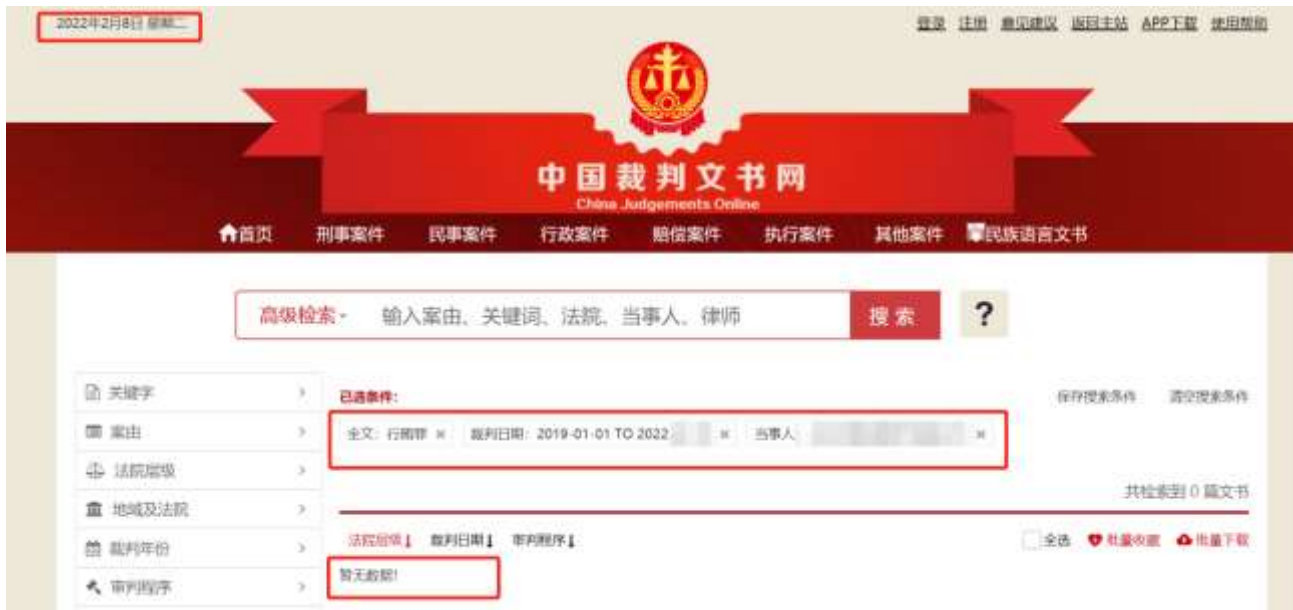 2022年2月8日 星期二
登录 注册 意见建议 返回主站 APP下载 使用帮助
中国裁判文书网
China Judgements Online
首页 刑事案件 民事案件 行政案件 赔偿案件 执行案件 其他案件 民族语言文书
高级检索 输入案由、关键词、法院、当事人、律师 搜索 ?
关键字
已选条件:
保存搜索条件 清空搜索条件
案由
全文：行贿罪 × 裁判日期：2019-01-01 TO 2022 × 当事人 ×
法院层级
共检索到 0 篇文书
地域及法院
裁判年份
法院层级 裁判日期 审判程序
全选 批量收藏 批量下载
暂无数据!
审判程序